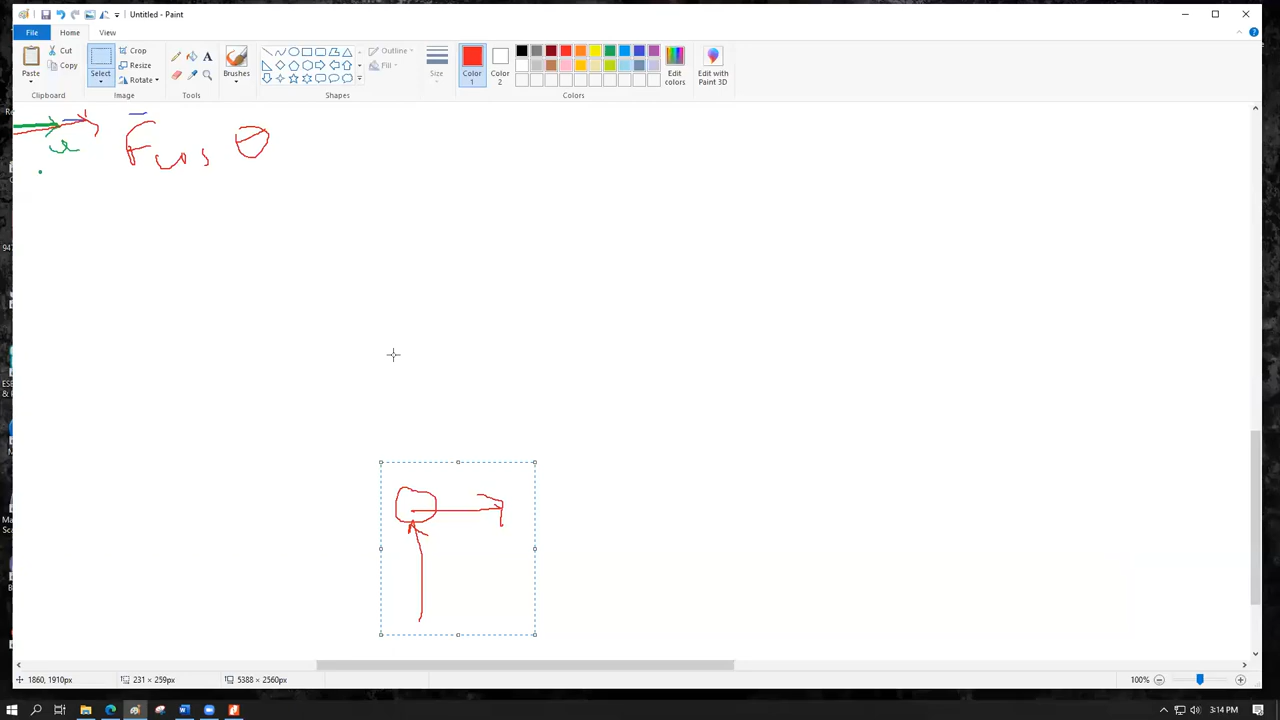 Untitled - Paint
File
Home
View
Paste
Cut
Copy
Clipboard
Select
Crop
Resize
Rotate
Image
Tools
Brushes
Shapes
Outline
Fill
Size
Color
1
Color
2
Edit
colors
Edit with
Paint 3D
Colors
F cos θ
1860, 1910px
231 × 259px
5388 × 2560px
100%
3:14 PM